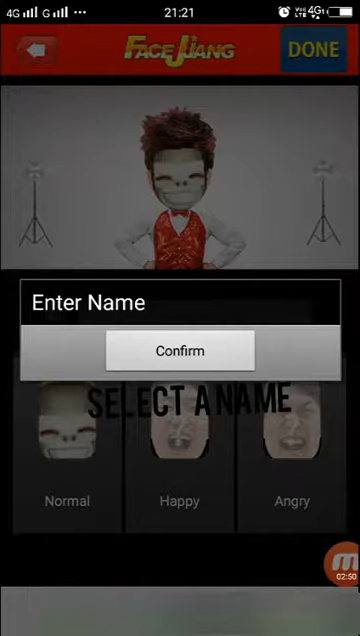 4G G 21:21 4G
FACEJIANG DONE
Enter Name
Confirm
SELECT A NAME
Normal Happy Angry
02:50